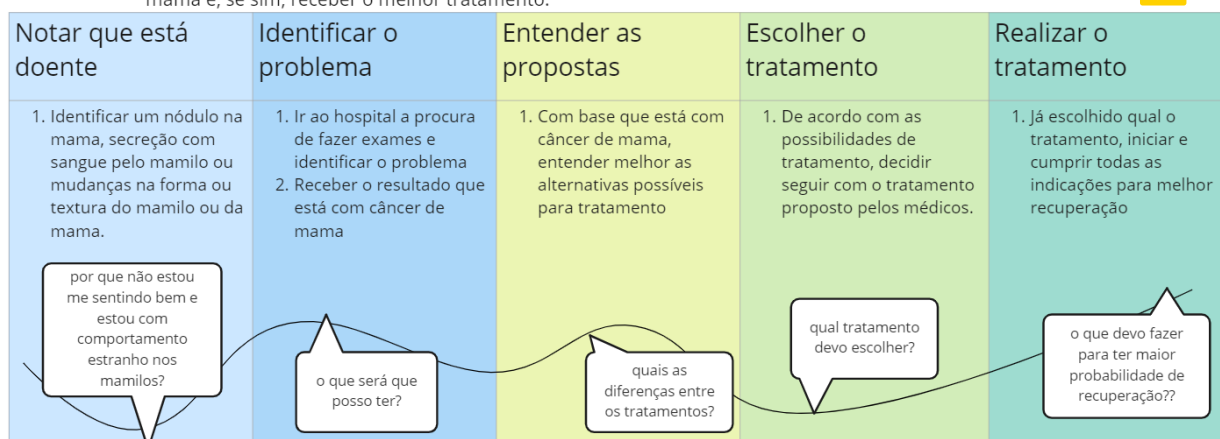 mama e, se sim, receber o melhor tratamento.
Notar que está
doente
Identificar o
problema
Entender as
propostas
Escolher o
tratamento
Realizar o
tratamento
1. Identificar um nódulo na
mama, secreção com
sangue pelo mamilo ou
mudanças na forma ou
textura do mamilo ou da
mama.
1. Ir ao hospital a procura
de fazer exames e
identificar o problema
2. Receber o resultado que
está com câncer de
mama
1. Com base que está com
câncer de mama,
entender melhor as
alternativas possíveis
para tratamento
1. De acordo com as
possibilidades de
tratamento, decidir
seguir com o tratamento
proposto pelos médicos.
1. Já escolhido qual o
tratamento, iniciar e
cumprir todas as
indicações para melhor
recuperação
por que não estou
me sentindo bem e
estou com
comportamento
estranho nos
mamilos?
o que será que
posso ter?
quais as
diferenças entre
os tratamentos?
qual tratamento
devo escolher?
o que devo fazer
para ter maior
probabilidade de
recuperação??